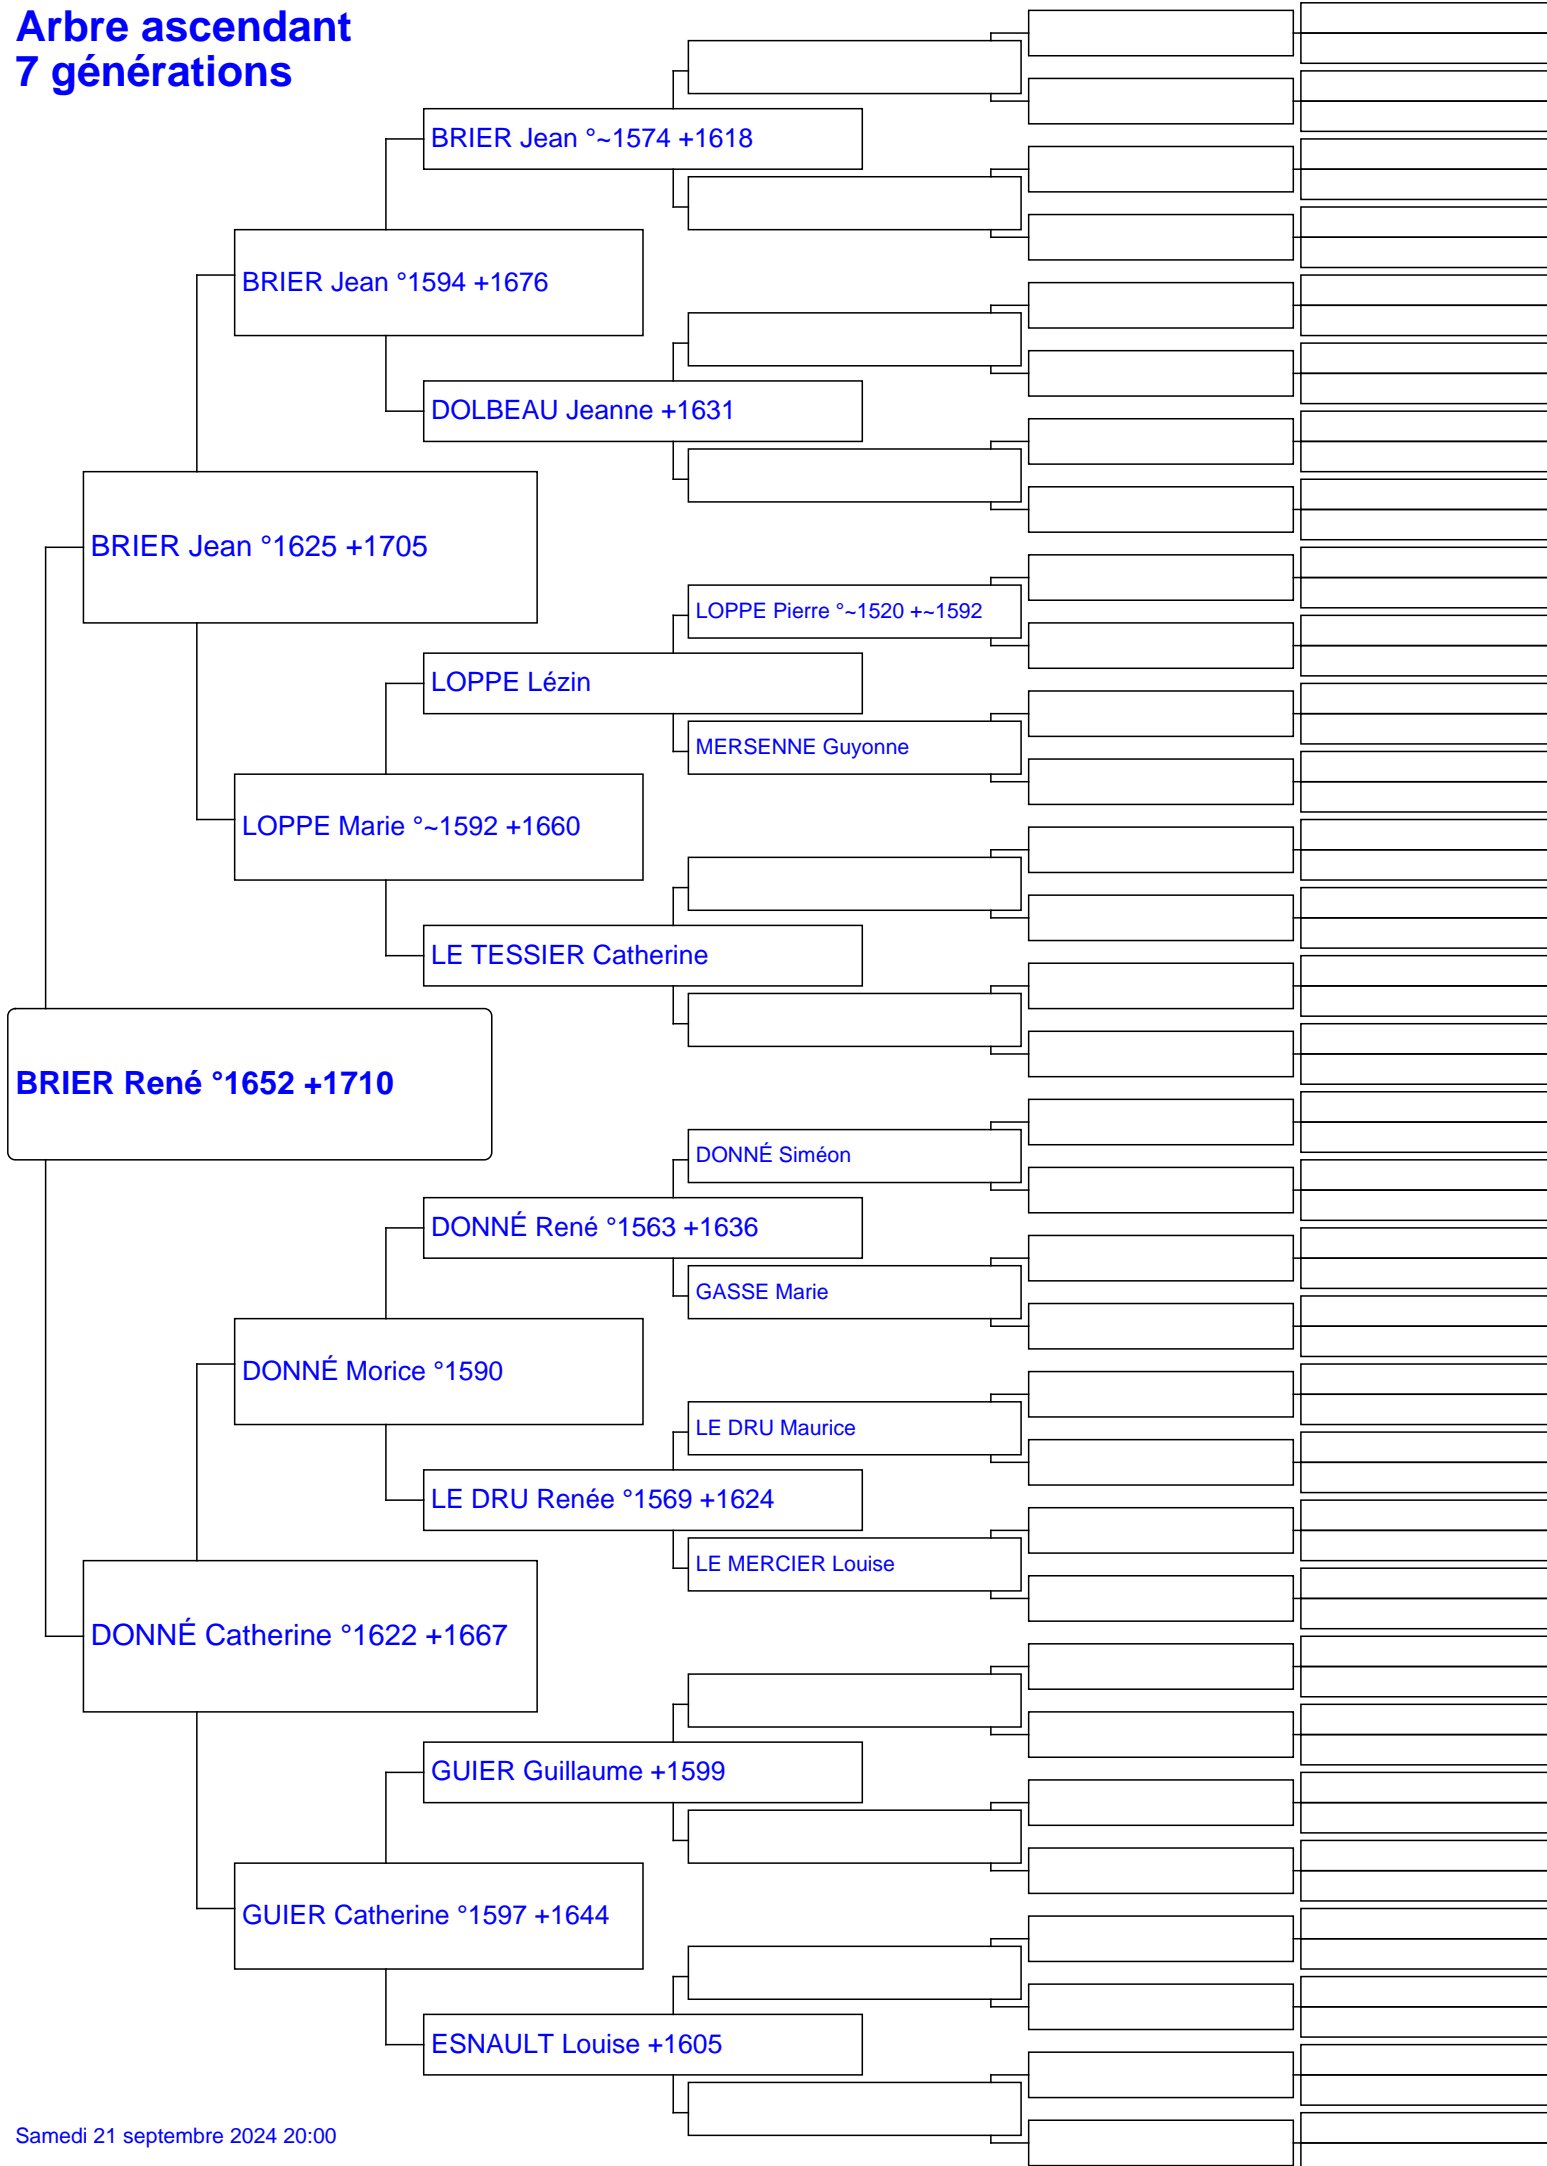 Arbre ascendant
7 générations
BRIER Jean °~1574 +1618
BRIER Jean °1594 +1676
DOLBEAU Jeanne +1631
BRIER Jean °1625 +1705
LOPPE Pierre °~1520 +~1592
LOPPE Lézin
MERSENNE Guyonne
LOPPE Marie °~1592 +1660
LE TESSIER Catherine
BRIER René °1652 +1710
DONNÉ Siméon
DONNÉ René °1563 +1636
GASSE Marie
DONNÉ Morice °1590
LE DRU Maurice
LE DRU Renée °1569 +1624
LE MERCIER Louise
DONNÉ Catherine °1622 +1667
GUIER Guillaume +1599
GUIER Catherine °1597 +1644
ESNAULT Louise +1605
Samedi 21 septembre 2024 20:00